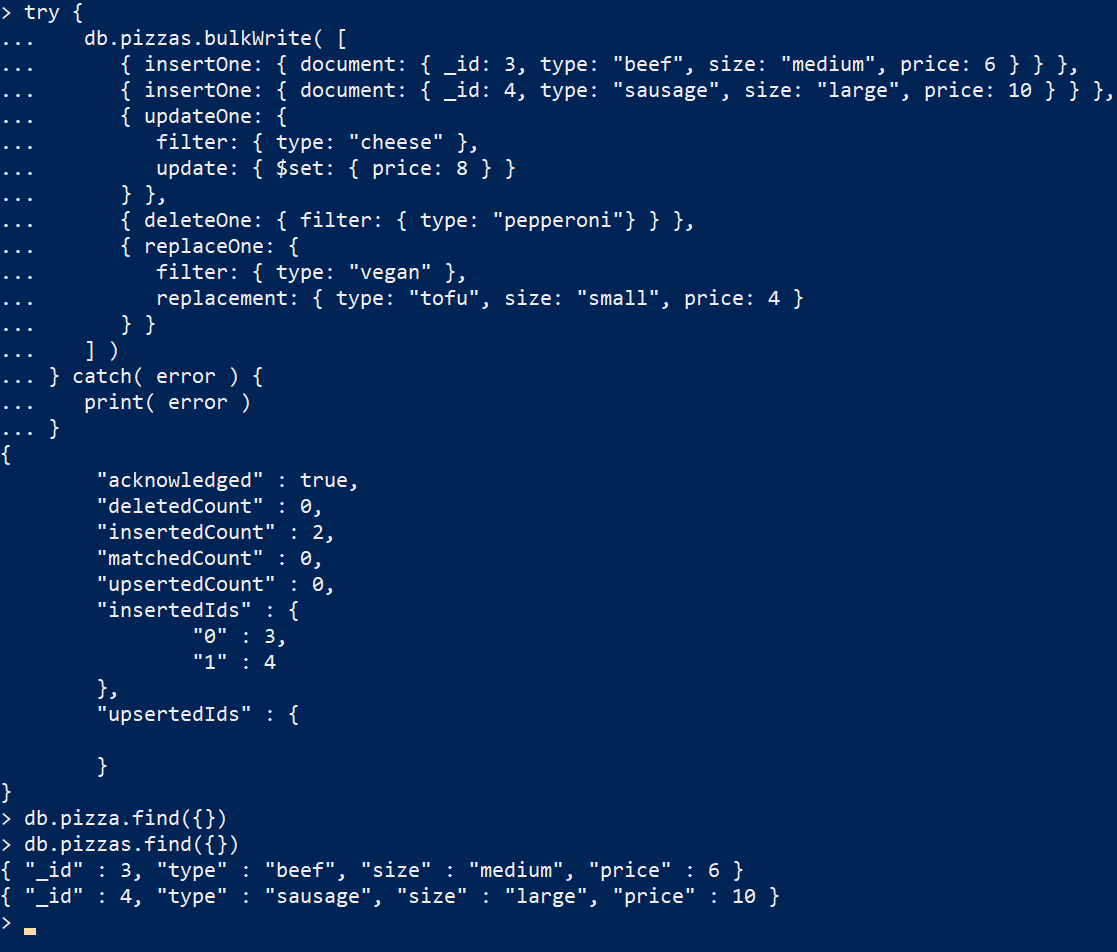 > try {
...    db.pizzas.bulkWrite( [
...       { insertOne: { document: { _id: 3, type: "beef", size: "medium", price: 6 } } },
...       { insertOne: { document: { _id: 4, type: "sausage", size: "large", price: 10 } } },
...       { updateOne: {
...          filter: { type: "cheese" },
...          update: { $set: { price: 8 } }
...       } },
...       { deleteOne: { filter: { type: "pepperoni"} } },
...       { replaceOne: {
...          filter: { type: "vegan" },
...          replacement: { type: "tofu", size: "small", price: 4 }
...       } }
...    ] )
... } catch( error ) {
...    print( error )
... }
{
        "acknowledged" : true,
        "deletedCount" : 0,
        "insertedCount" : 2,
        "matchedCount" : 0,
        "upsertedCount" : 0,
        "insertedIds" : {
                "0" : 3,
                "1" : 4
        },
        "upsertedIds" : {

        }
}
> db.pizza.find({})
> db.pizzas.find({})
{ "_id" : 3, "type" : "beef", "size" : "medium", "price" : 6 }
{ "_id" : 4, "type" : "sausage", "size" : "large", "price" : 10 }
>